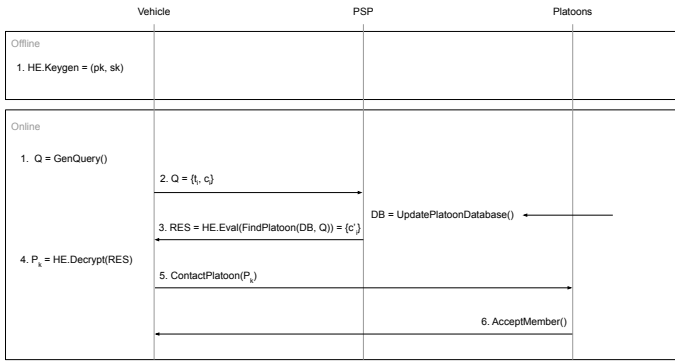 Vehicle PSP Platoons
Offline
1. HE.Keygen = (pk, sk)
Online
1. Q = GenQuery()
2. Q = {t_i, c_i}
DB = UpdatePlatoonDatabase()
3. RES = HE.Eval(FindPlatoon(DB, Q)) = {c'_i}
4. P_k = HE.Decrypt(RES)
5. ContactPlatoon(P_k)
6. AcceptMember()